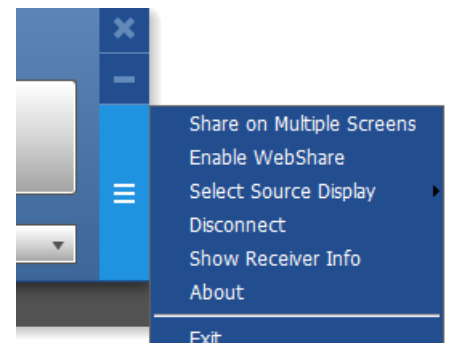 Share on Multiple Screens
Enable WebShare
Select Source Display
Disconnect
Show Receiver Info
About
Exit